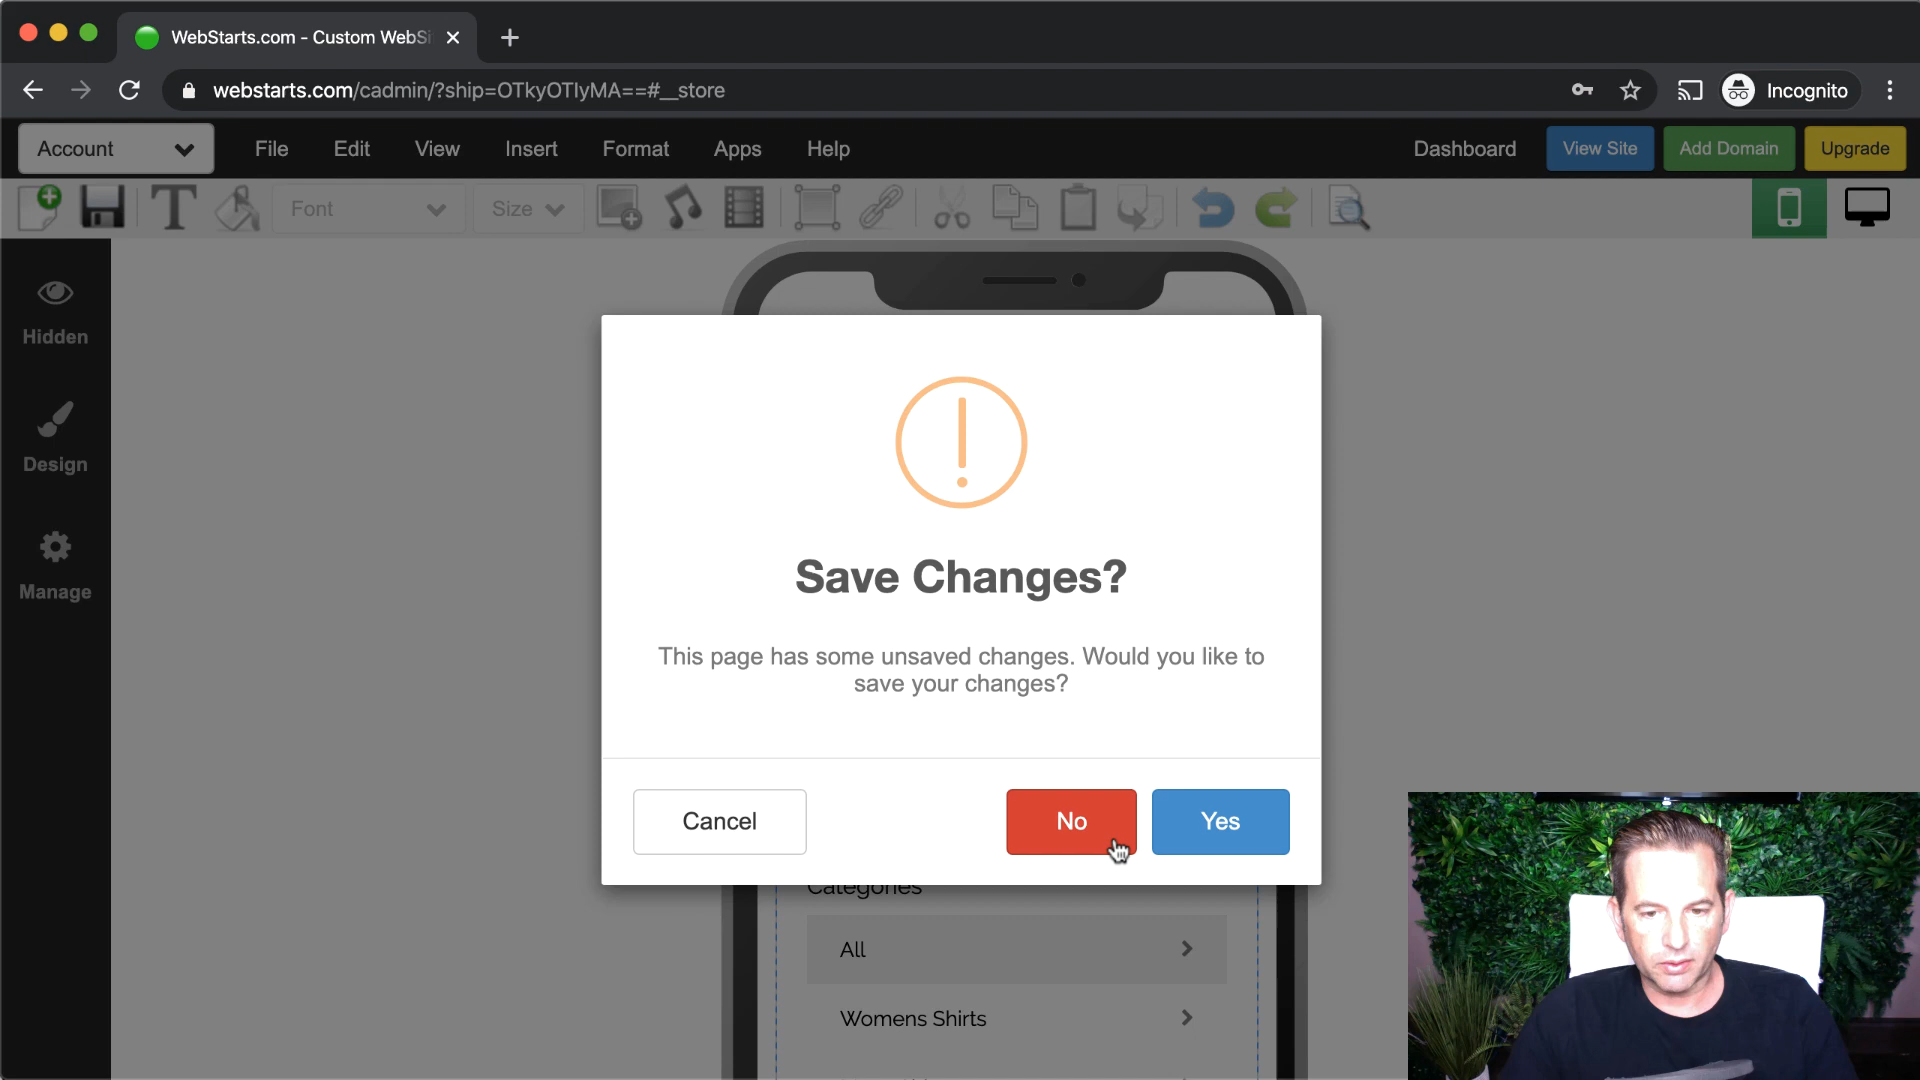 WebStarts.com - Custom WebSi
webstarts.com/cadmin/?ship=OTkyOTIyMA==#__store
Incognito
Account File Edit View Insert Format Apps Help Dashboard View Site Add Domain Upgrade
T Font Size
Hidden
Design
Manage
Save Changes?
This page has some unsaved changes. Would you like to
save your changes?
Cancel No Yes
Categories
All
Womens Shirts